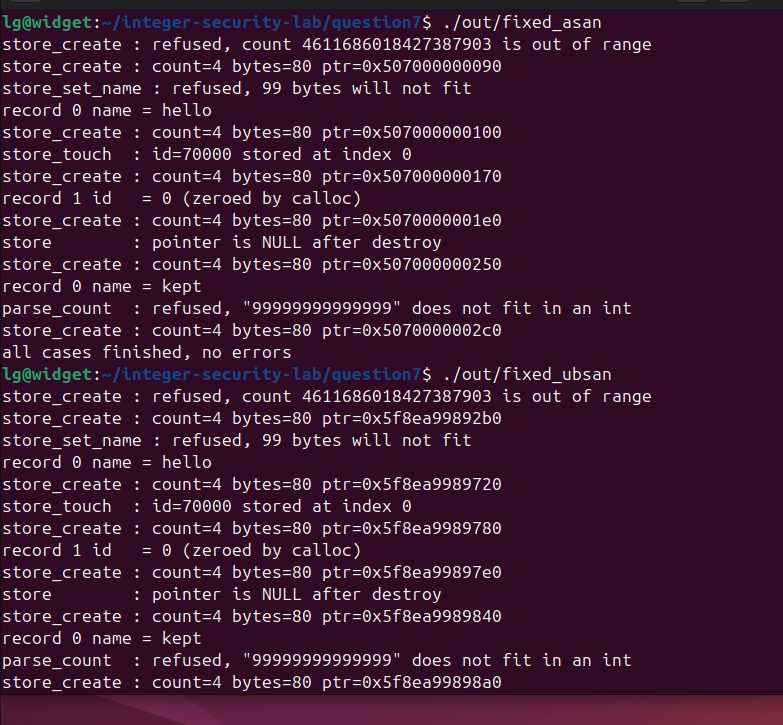 lg@widget:~/integer-security-lab/question7$ ./out/fixed_asan
store_create : refused, count 4611686018427387903 is out of range
store_create : count=4 bytes=80 ptr=0x507000000090
store_set_name : refused, 99 bytes will not fit
record 0 name = hello
store_create : count=4 bytes=80 ptr=0x507000000100
store_touch  : id=70000 stored at index 0
store_create : count=4 bytes=80 ptr=0x507000000170
record 1 id   = 0 (zeroed by calloc)
store_create : count=4 bytes=80 ptr=0x5070000001e0
store        : pointer is NULL after destroy
store_create : count=4 bytes=80 ptr=0x507000000250
record 0 name = kept
parse_count  : refused, "99999999999999" does not fit in an int
store_create : count=4 bytes=80 ptr=0x5070000002c0
all cases finished, no errors
lg@widget:~/integer-security-lab/question7$ ./out/fixed_ubsan
store_create : refused, count 4611686018427387903 is out of range
store_create : count=4 bytes=80 ptr=0x5f8ea99892b0
store_set_name : refused, 99 bytes will not fit
record 0 name = hello
store_create : count=4 bytes=80 ptr=0x5f8ea9989720
store_touch  : id=70000 stored at index 0
store_create : count=4 bytes=80 ptr=0x5f8ea9989780
record 1 id   = 0 (zeroed by calloc)
store_create : count=4 bytes=80 ptr=0x5f8ea99897e0
store        : pointer is NULL after destroy
store_create : count=4 bytes=80 ptr=0x5f8ea9989840
record 0 name = kept
parse_count  : refused, "99999999999999" does not fit in an int
store_create : count=4 bytes=80 ptr=0x5f8ea99898a0